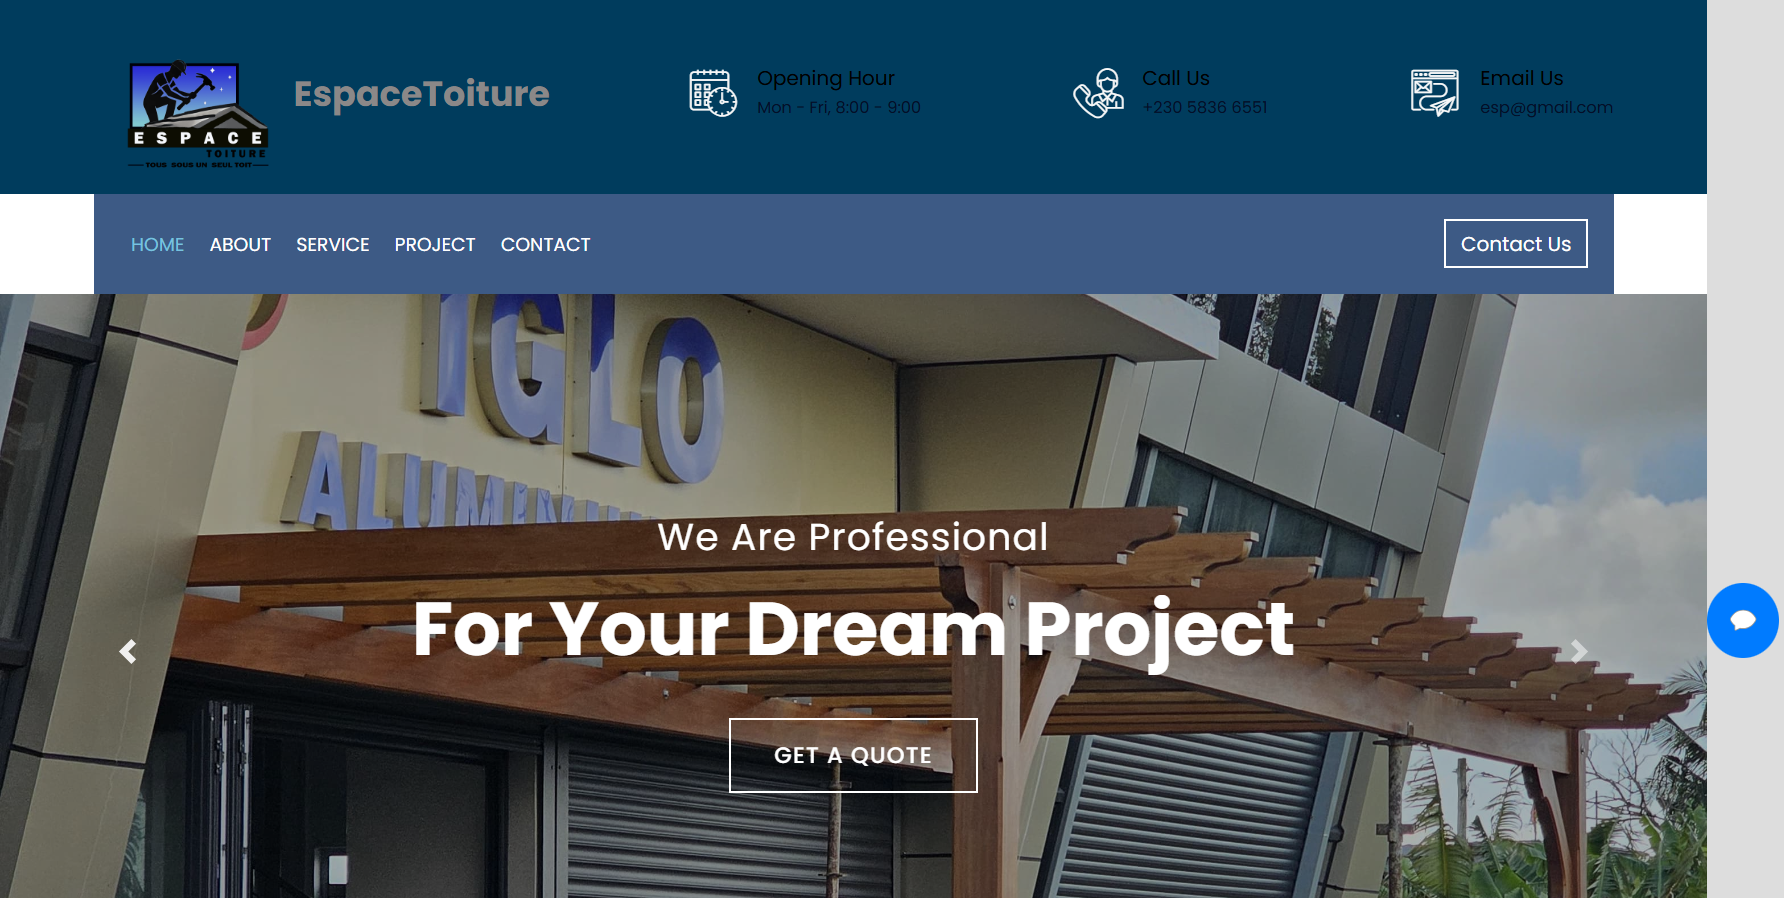 ESPACE
TOITURE
TOUS SOUS UN SEUL TOIT
EspaceToiture
Opening Hour
Mon - Fri, 8:00 - 9:00
Call Us
+230 5836 6551
Email Us
esp@gmail.com
HOME
ABOUT
SERVICE
PROJECT
CONTACT
Contact Us
IGLO
We Are Professional
For Your Dream Project
GET A QUOTE